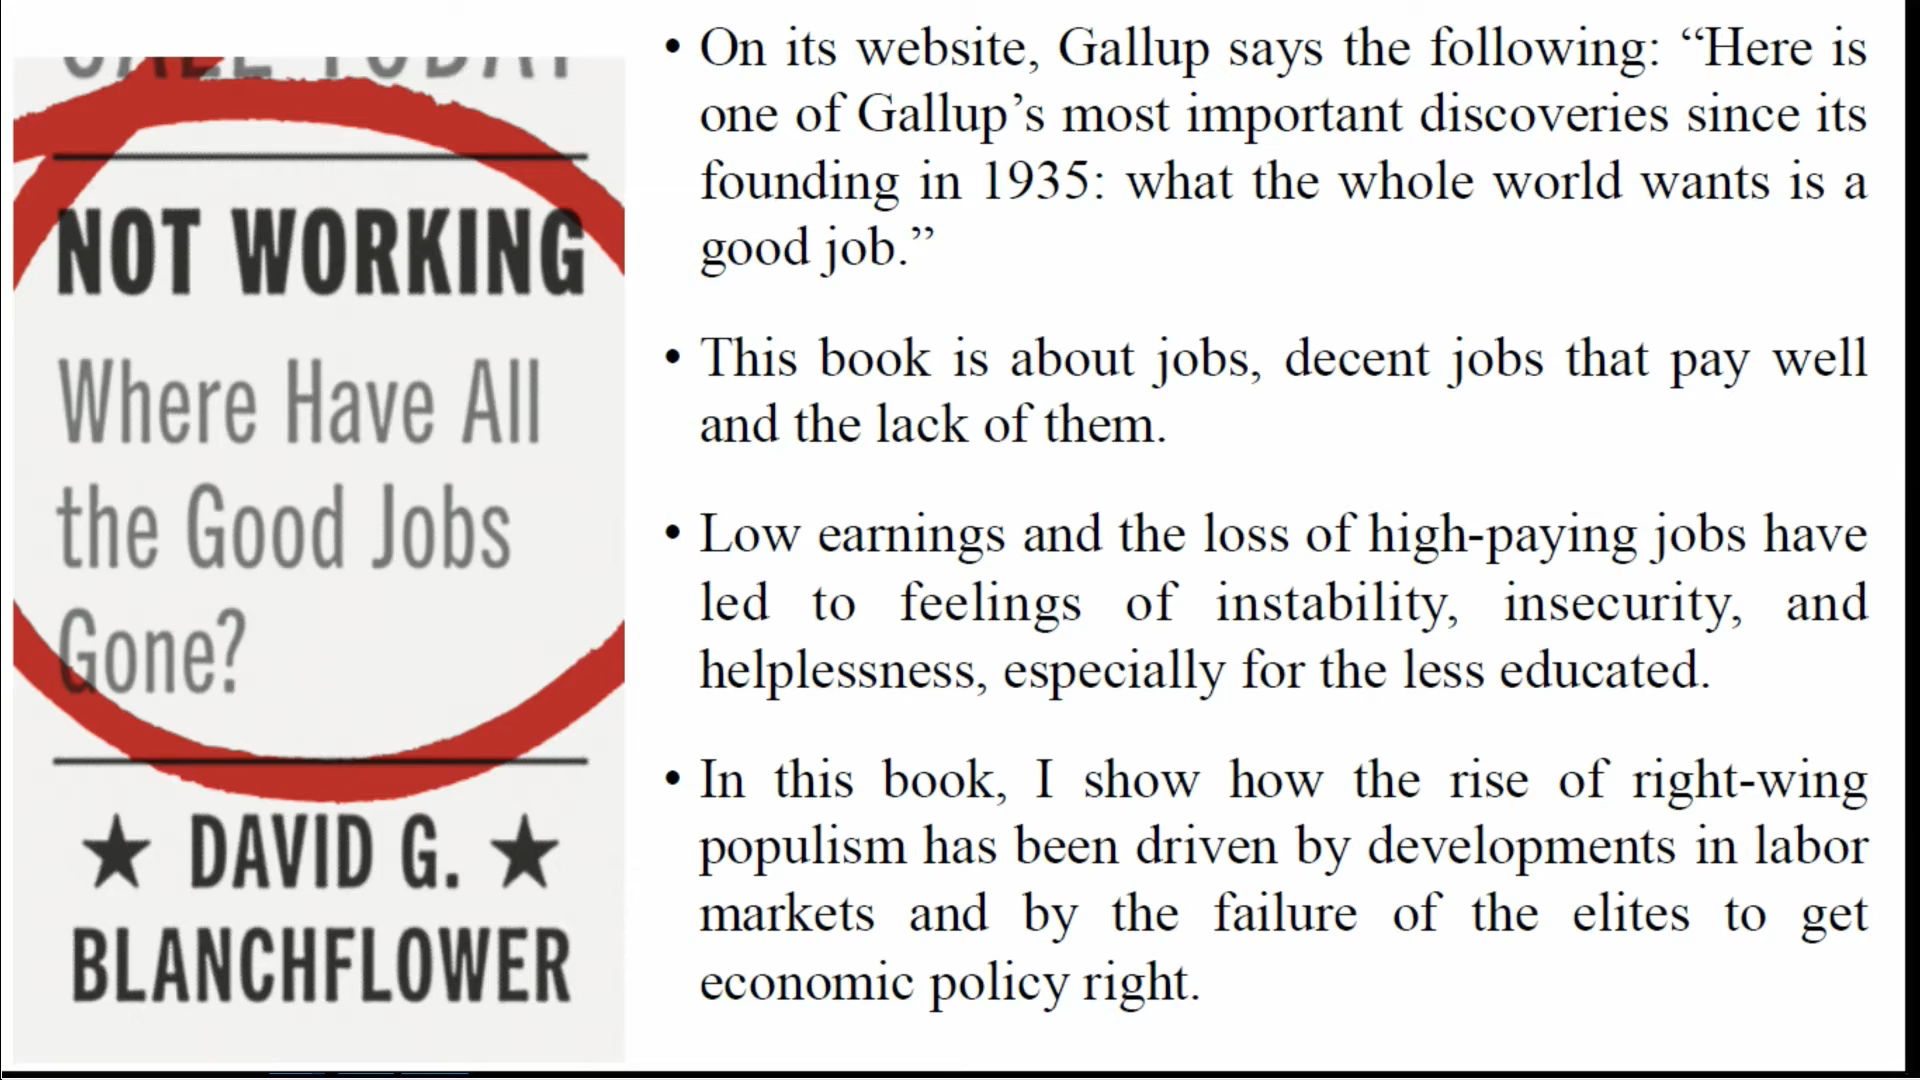 CALL TODAY
NOT WORKING
Where Have All
the Good Jobs
Gone?
★ DAVID G. ★
BLANCHFLOWER
• On its website, Gallup says the following: “Here is
one of Gallup’s most important discoveries since its
founding in 1935: what the whole world wants is a
good job.”
• This book is about jobs, decent jobs that pay well
and the lack of them.
• Low earnings and the loss of high-paying jobs have
led to feelings of instability, insecurity, and
helplessness, especially for the less educated.
• In this book, I show how the rise of right-wing
populism has been driven by developments in labor
markets and by the failure of the elites to get
economic policy right.